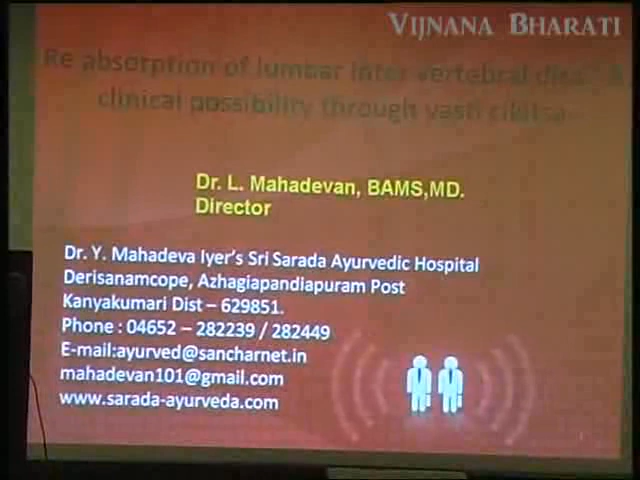 VIJNANA BHARATI
Re absorption of lumbar inter vertebral disc
clinical possibility through vasti cikitsa
Dr. L. Mahadevan, BAMS,MD.
Director
Dr. Y. Mahadeva Iyer's Sri Sarada Ayurvedic Hospital
Derisanamcope, Azhagiapandiapuram Post
Kanyakumari Dist – 629851.
Phone : 04652 – 282239 / 282449
E-mail:ayurved@sancharnet.in
mahadevan101@gmail.com
www.sarada-ayurveda.com